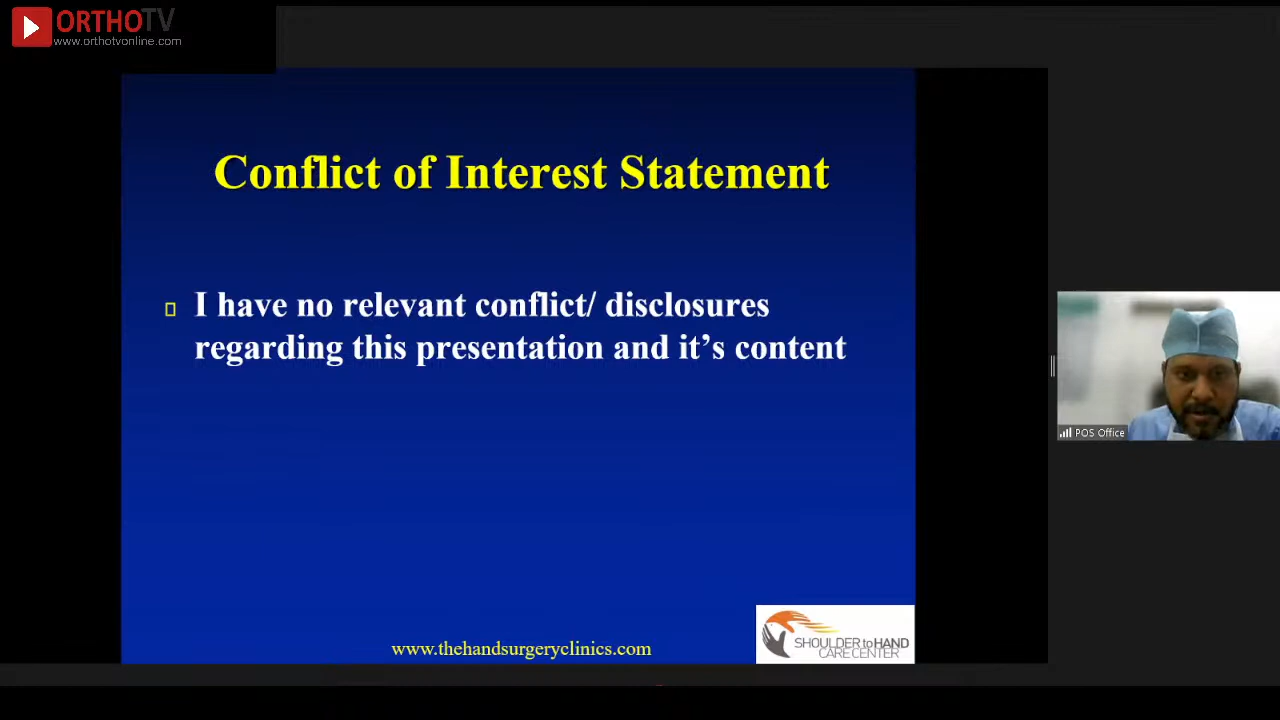 ORTHOTV
www.orthotvonline.com
Conflict of Interest Statement
I have no relevant conflict/ disclosures
regarding this presentation and it’s content
POS Office
www.thehandsurgeryclinics.com
SHOULDER to HAND
CARE CENTER